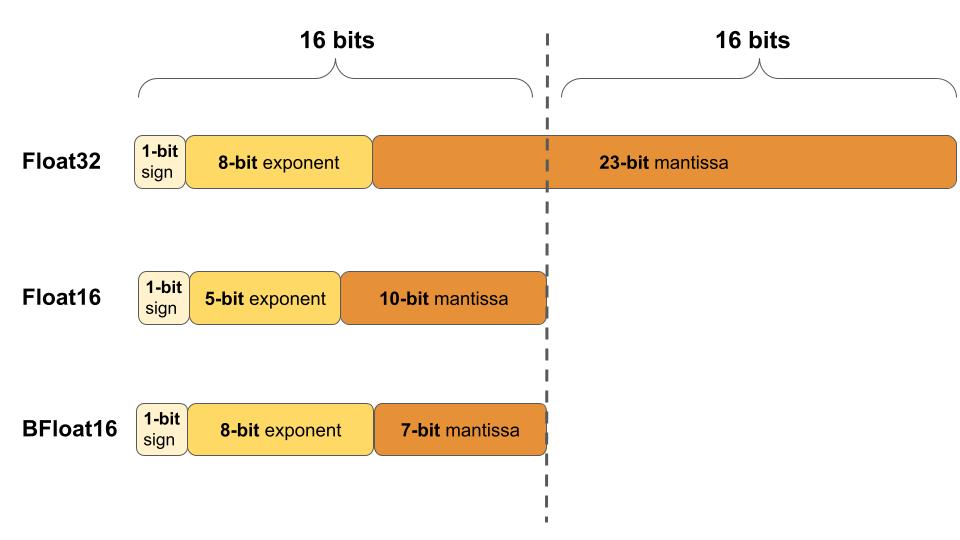 16 bits
16 bits
Float32
1-bit
sign
8-bit exponent
23-bit mantissa
Float16
1-bit
sign
5-bit exponent
10-bit mantissa
BFloat16
1-bit
sign
8-bit exponent
7-bit mantissa